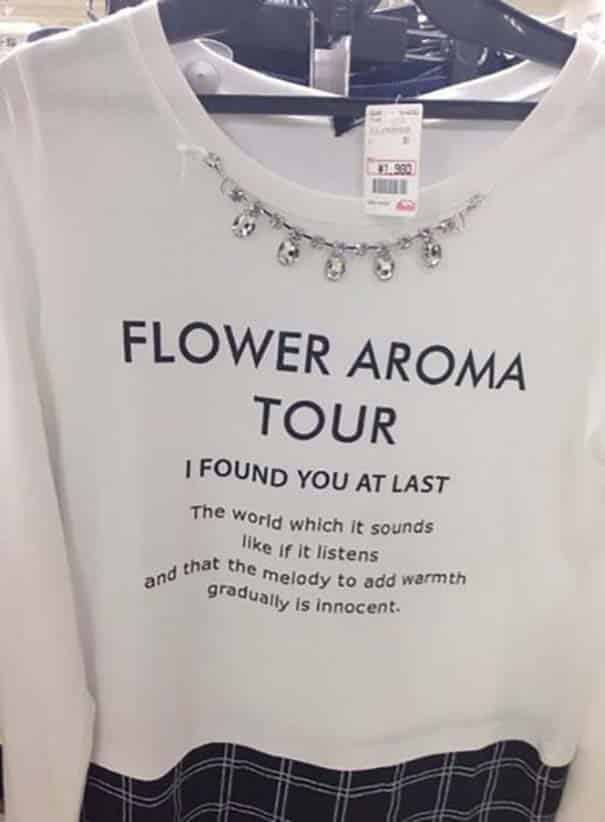 ¥1,980
FLOWER AROMA
TOUR
I FOUND YOU AT LAST
The world which it sounds
like if it listens
and that the melody to add warmth
gradually is innocent.